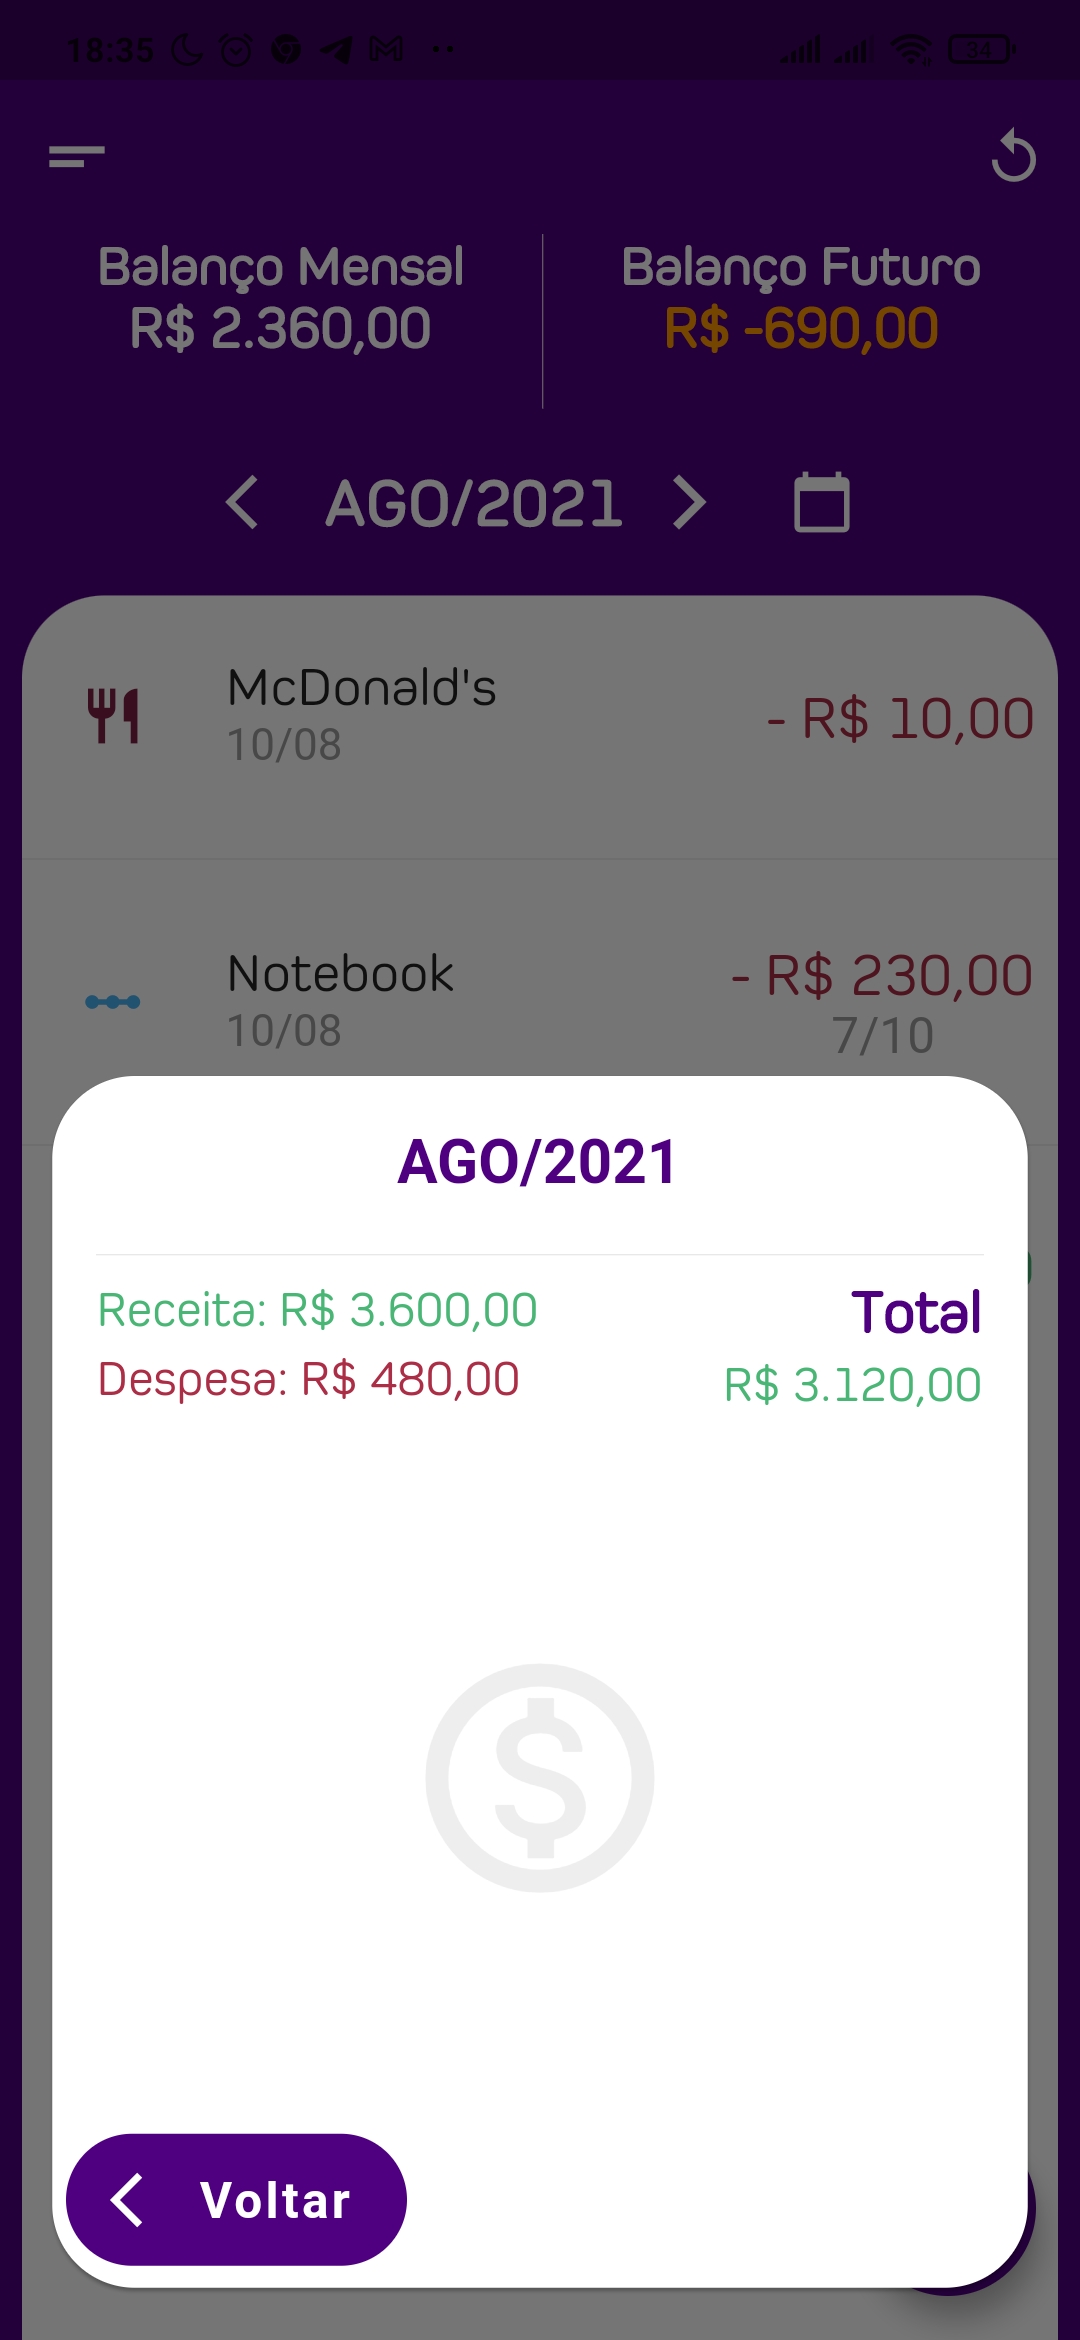 18:35
34
Balanço Mensal
R$ 2.360,00
Balanço Futuro
R$ -690,00
AGO/2021
McDonald's
10/08
- R$ 10,00
Notebook
10/08
- R$ 230,00
7/10
AGO/2021
Receita: R$ 3.600,00
Despesa: R$ 480,00
Total
R$ 3.120,00
Voltar